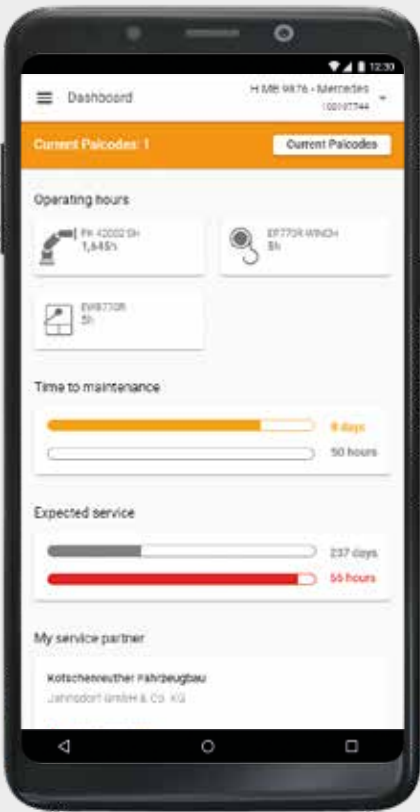 12:30
Dashboard
H MB 9876 - Mercedes
Current Palcodes: 1
Current Palcodes
Operating hours
PK 42002 SH
1,645h
WINCH
5h
5h
Time to maintenance
9 days
50 hours
Expected service
237 days
55 hours
My service partner
Kotschenreuther Fahrzeugbau
Jahnsdorf GmbH & Co. KG